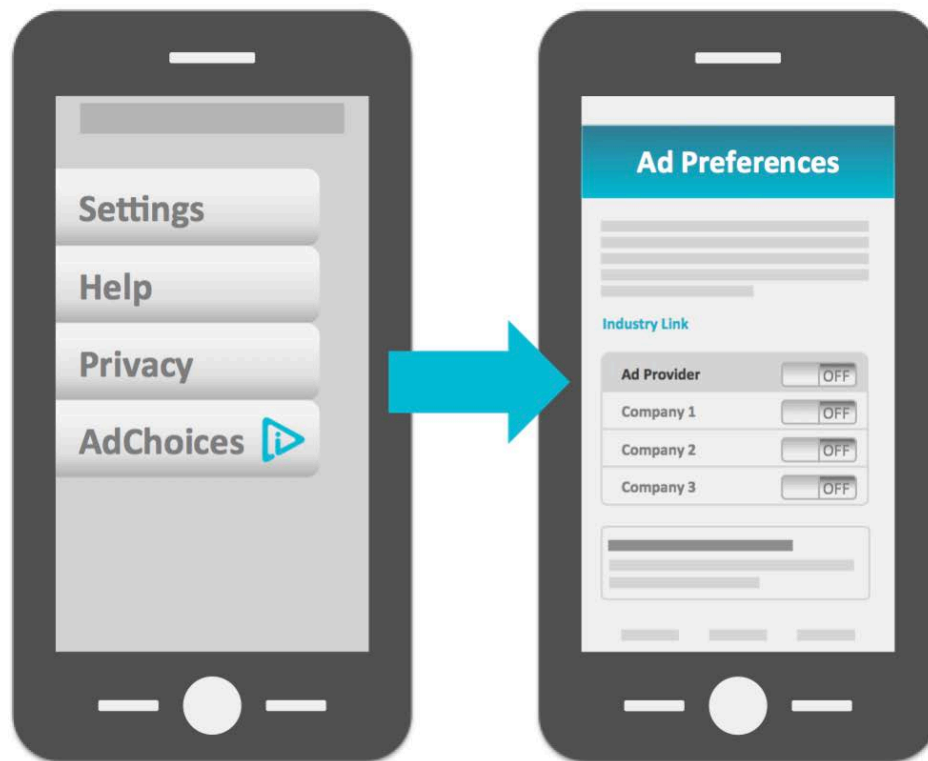 Settings
Help
Privacy
AdChoices
Ad Preferences
Industry Link
Ad Provider OFF
Company 1 OFF
Company 2 OFF
Company 3 OFF